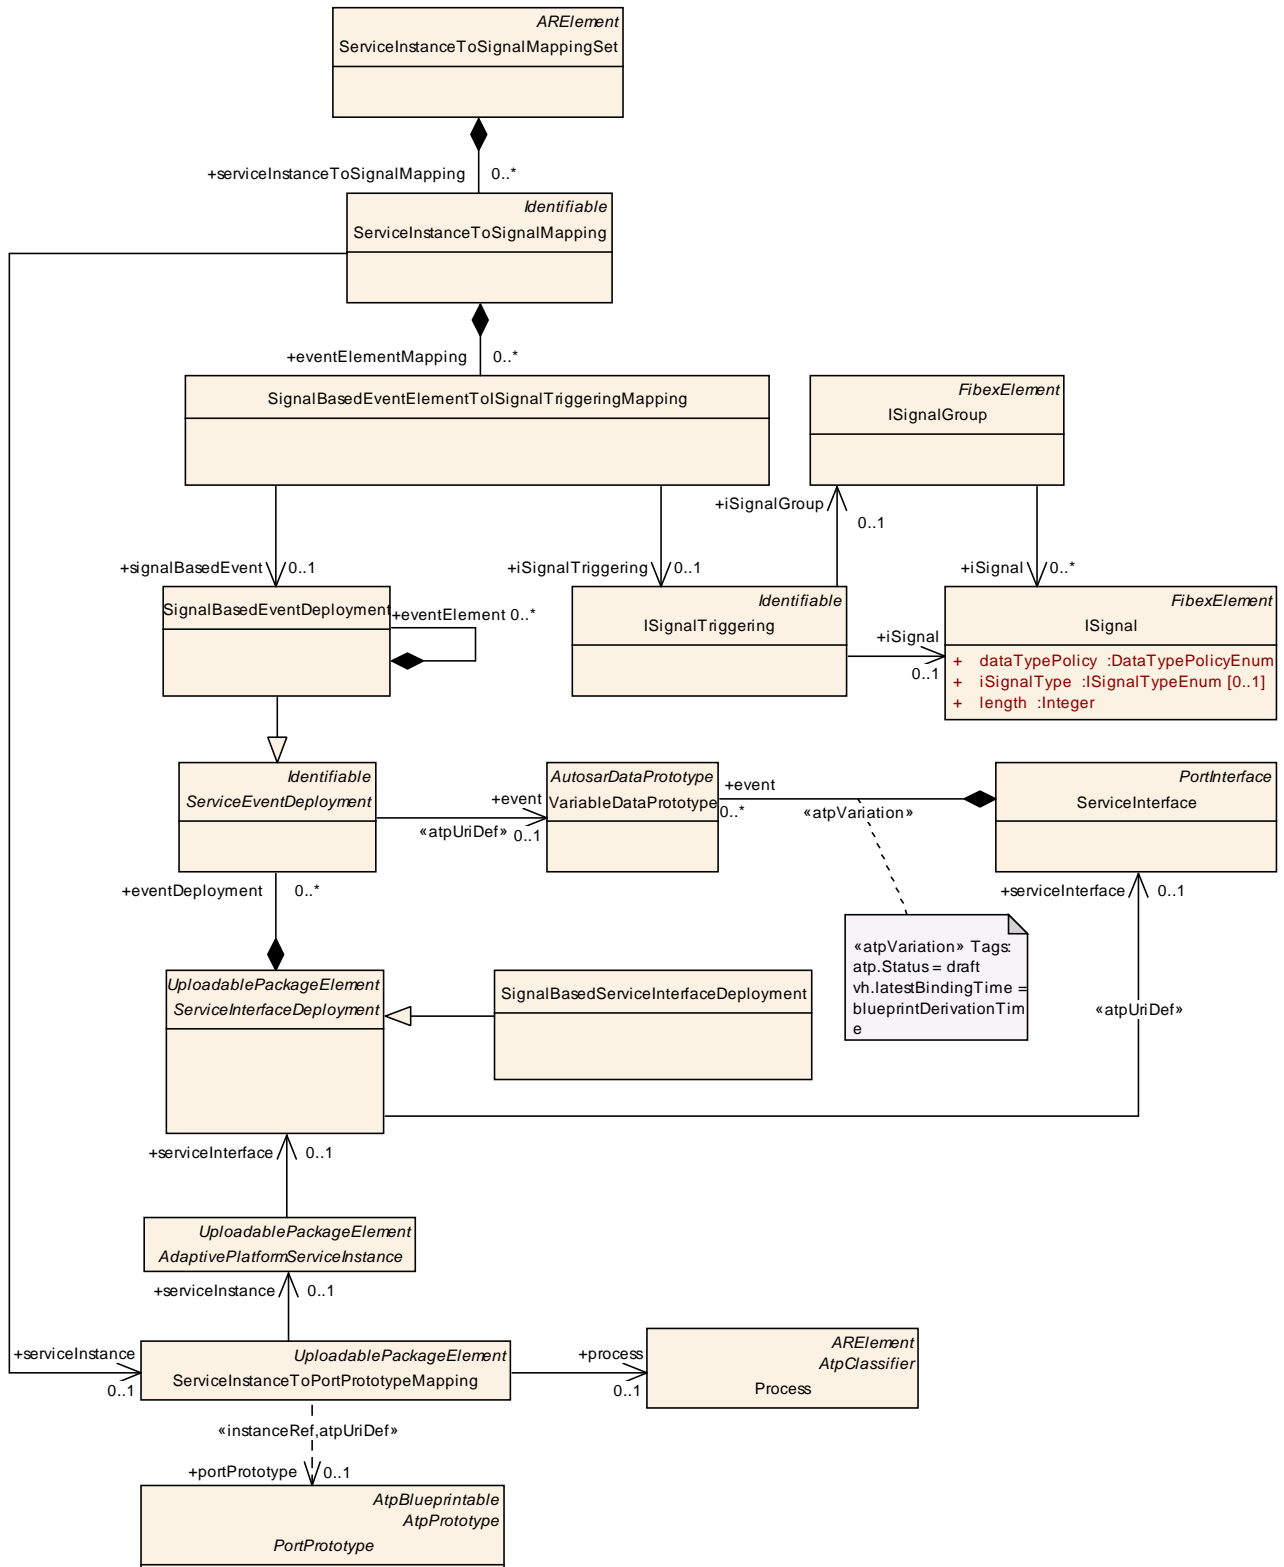 ARElement
ServiceInstanceToSignalMappingSet
+serviceInstanceToSignalMapping 0..*
Identifiable
ServiceInstanceToSignalMapping
+eventElementMapping 0..*
SignalBasedEventElementToISignalTriggeringMapping
FibexElement
ISignalGroup
+iSignalGroup
0..1
+signalBasedEvent 0..1
+iSignalTriggering 0..1
+iSignal 0..*
SignalBasedEventDeployment
+eventElement 0..*
Identifiable
ISignalTriggering
+iSignal
0..1
FibexElement
ISignal
+ dataTypePolicy :DataTypePolicyEnum
+ iSignalType :ISignalTypeEnum [0..1]
+ length :Integer
Identifiable
ServiceEventDeployment
+event
«atpUriDef» 0..1
AutosarDataPrototype
VariableDataPrototype
+event
0..*
«atpVariation»
PortInterface
ServiceInterface
+eventDeployment 0..*
+serviceInterface 0..1
«atpVariation» Tags:
atp.Status = draft
vh.latestBindingTime =
blueprintDerivationTim
e
UploadablePackageElement
ServiceInterfaceDeployment
SignalBasedServiceInterfaceDeployment
«atpUriDef»
+serviceInterface 0..1
UploadablePackageElement
AdaptivePlatformServiceInstance
+serviceInstance 0..1
+serviceInstance
0..1
UploadablePackageElement
ServiceInstanceToPortPrototypeMapping
+process
0..1
ARElement
AtpClassifier
Process
«instanceRef,atpUriDef»
+portPrototype 0..1
AtpBlueprintable
AtpPrototype
PortPrototype